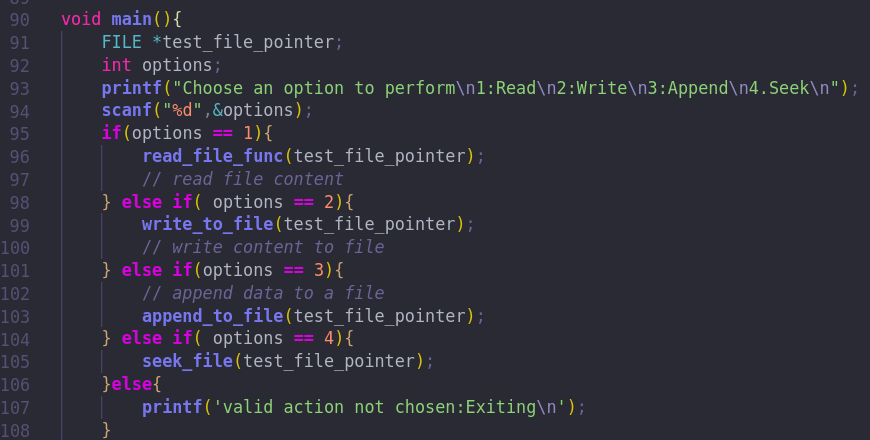 90 void main(){
91     FILE *test_file_pointer;
92     int options;
93     printf("Choose an option to perform\n1:Read\n2:Write\n3:Append\n4.Seek\n");
94     scanf("%d",&options);
95     if(options == 1){
96         read_file_func(test_file_pointer);
97         // read file content
98     } else if( options == 2){
99         write_to_file(test_file_pointer);
100         // write content to file
101     } else if(options == 3){
102         // append data to a file
103         append_to_file(test_file_pointer);
104     } else if( options == 4){
105         seek_file(test_file_pointer);
106     }else{
107         printf('valid action not chosen:Exiting\n');
108     }